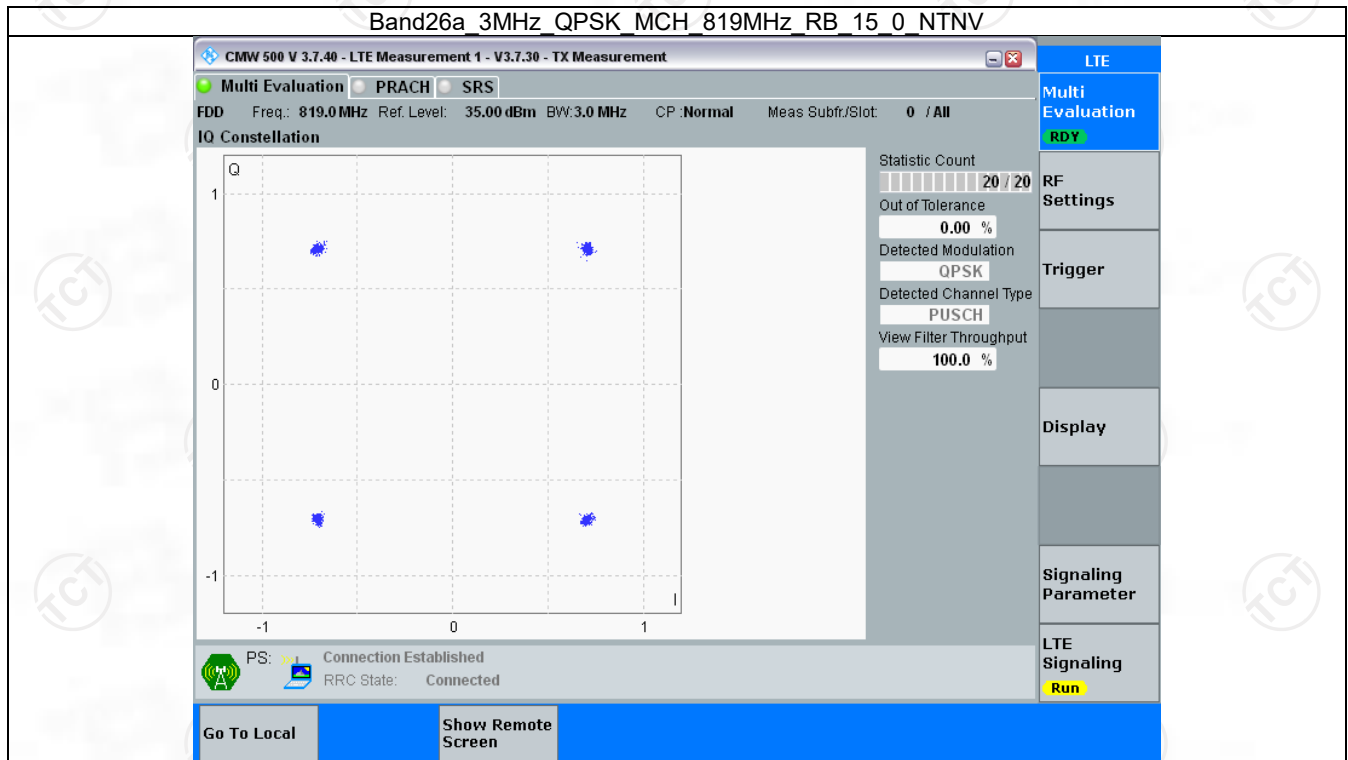 Band26a_3MHz_QPSK_MCH_819MHz_RB_15_0_NTNV
CMW 500 V 3.7.40 - LTE Measurement 1 - V3.7.30 - TX Measurement
LTE
Multi Evaluation PRACH SRS
FDD Freq.: 819.0 MHz Ref. Level: 35.00 dBm BW: 3.0 MHz CP :Normal Meas Subfr./Slot: 0 / All
IQ Constellation
Q
1
0
-1
I
-1 0 1
Statistic Count
20 / 20
Out of Tolerance
0.00 %
Detected Modulation
QPSK
Detected Channel Type
PUSCH
View Filter Throughput
100.0 %
Multi
Evaluation
RDY
RF
Settings
Trigger
Display
Signaling
Parameter
LTE
Signaling
Run
PS: Connection Established
RRC State: Connected
Go To Local
Show Remote
Screen
TCT
TCT
TCT
TCT